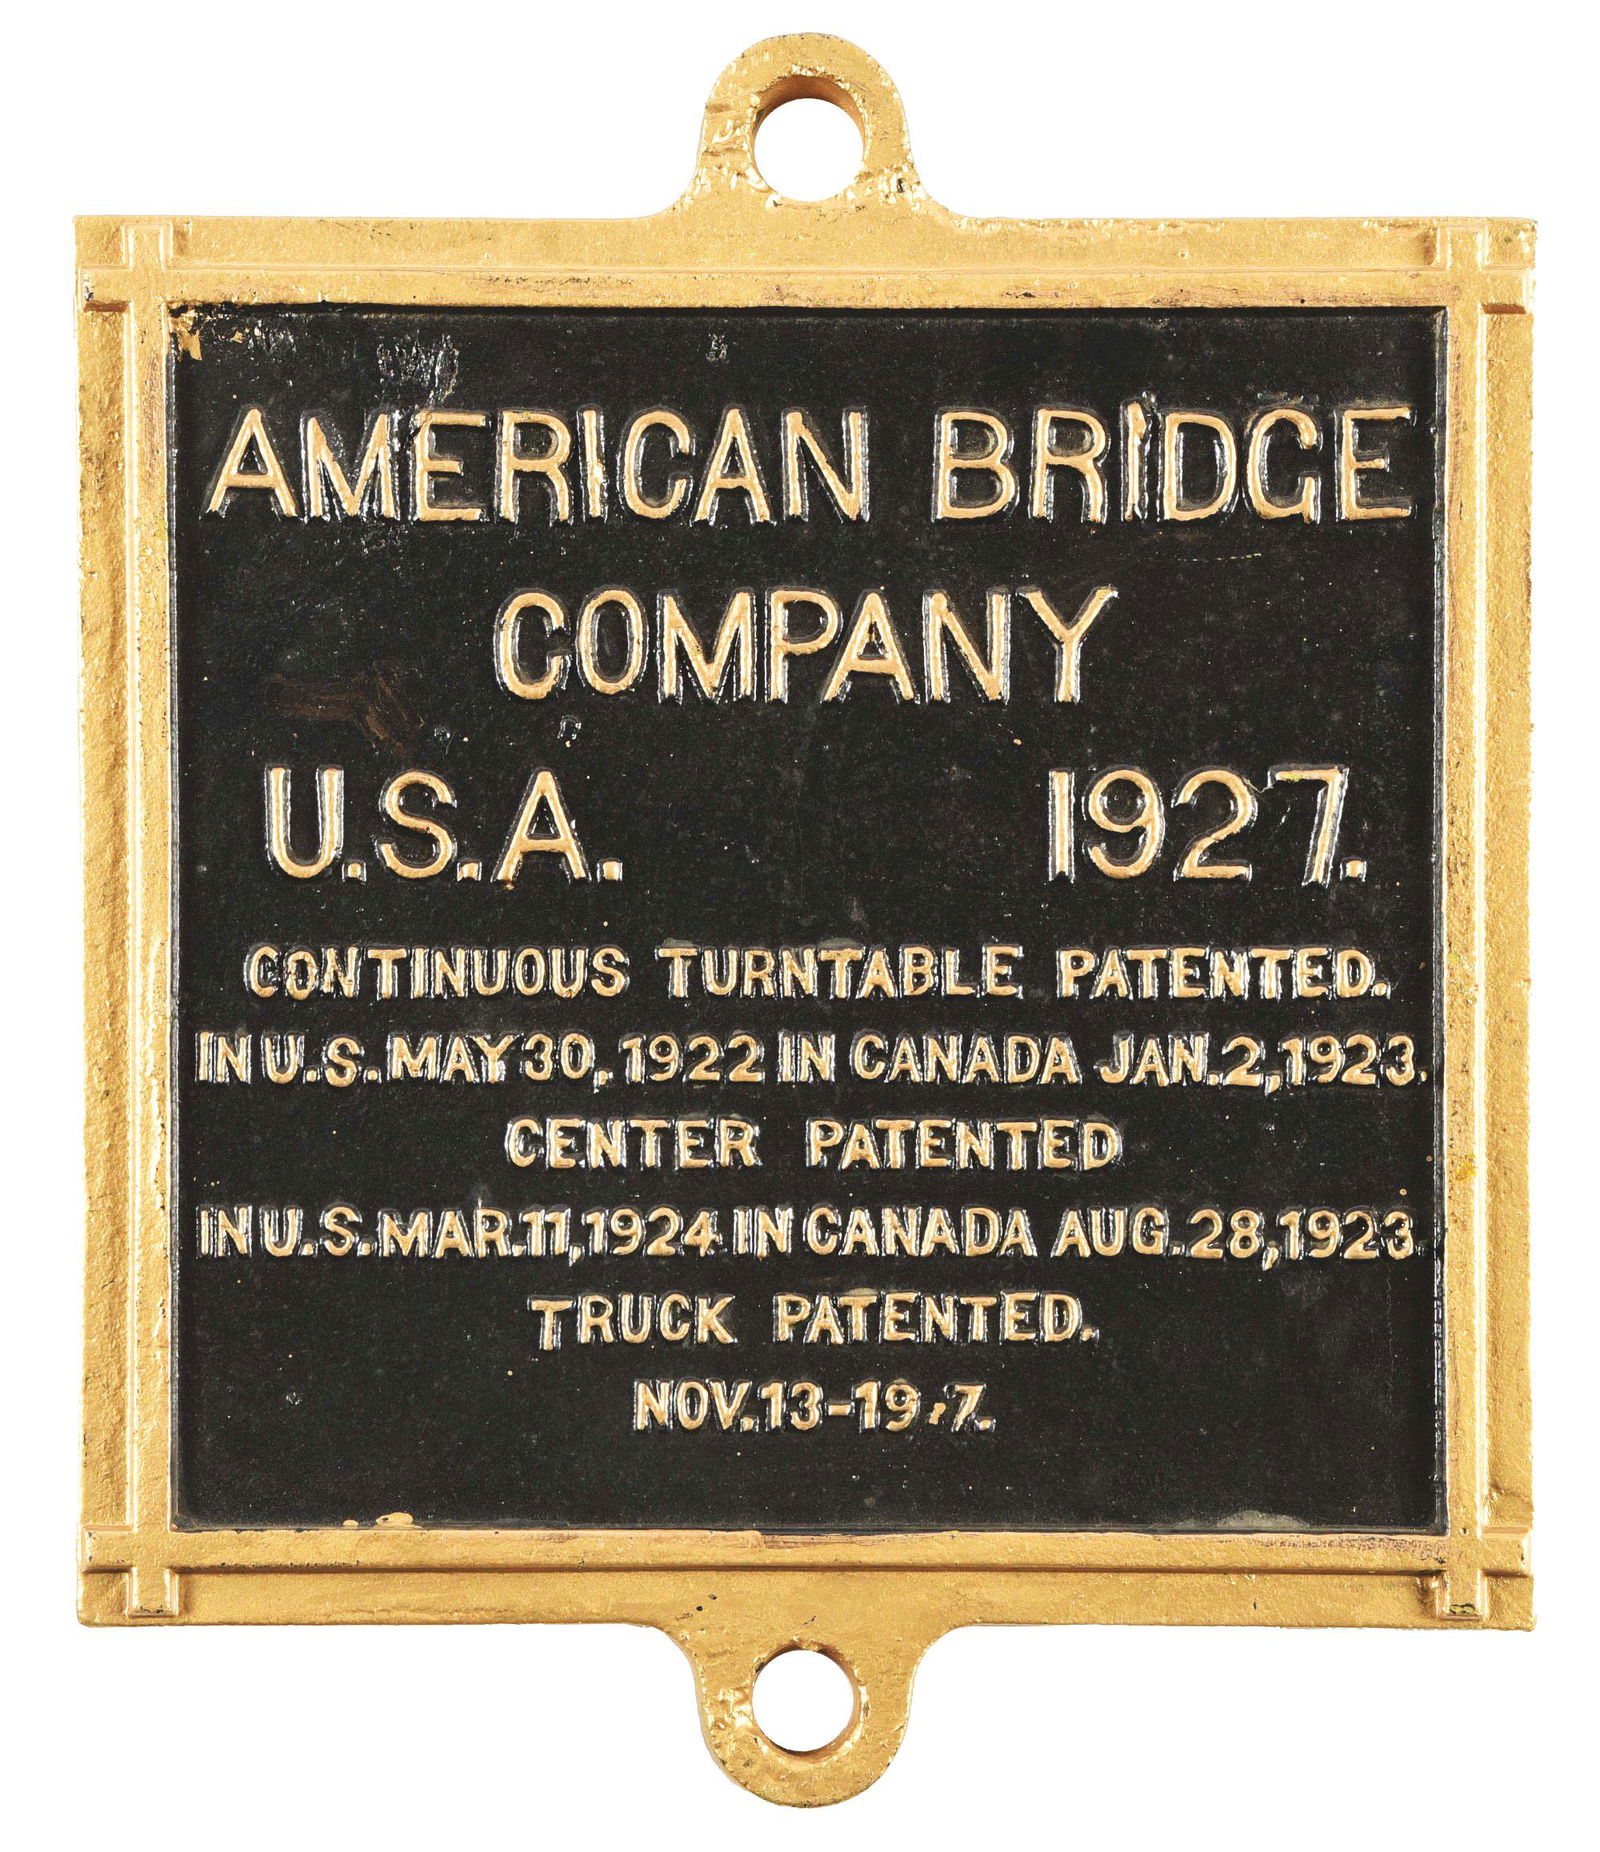 AMERICAN BRIDGE
COMPANY
U.S.A. 1927.
CONTINUOUS TURNTABLE PATENTED.
IN U.S. MAY 30, 1922 IN CANADA JAN. 2, 1923.
CENTER PATENTED
IN U.S. MAR. 11, 1924 IN CANADA AUG. 28, 1923.
TRUCK PATENTED.
NOV. 13-